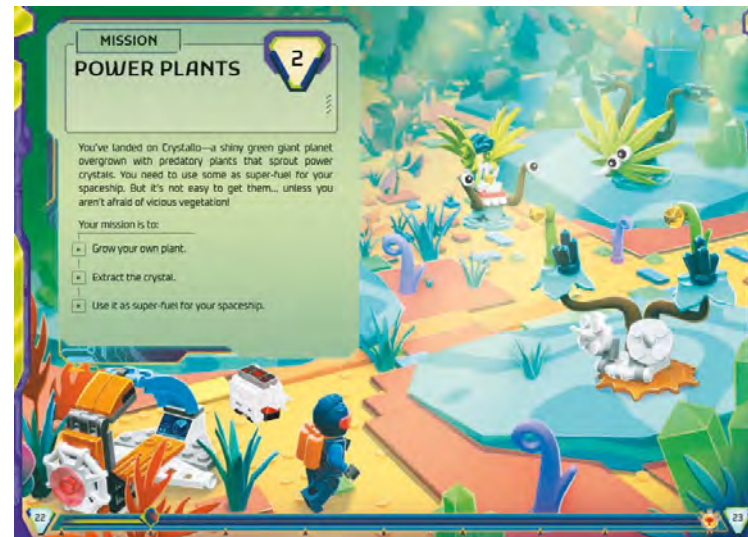 MISSION
2
POWER PLANTS
You've landed on Crystallo—a shiny green giant planet
overgrown with predatory plants that sprout power
crystals. You need to use some as super-fuel for your
spaceship. But it's not easy to get them... unless you
aren't afraid of vicious vegetation!
Your mission is to:
Grow your own plant.
Extract the crystal.
Use it as super-fuel for your spaceship.
22
23